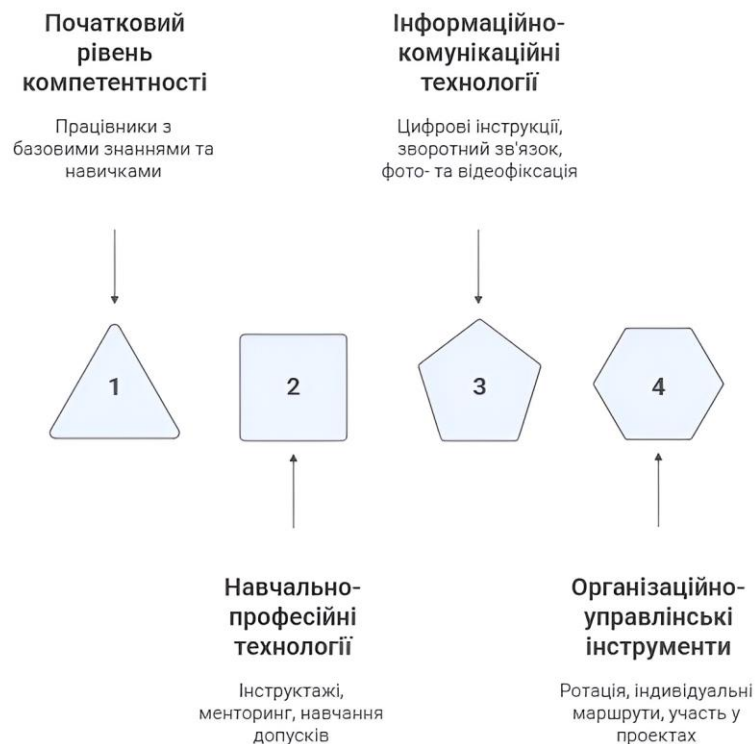 Початковий
рівень
компетентності
Працівники з
базовими знаннями та
навичками
Інформаційно-
комунікаційні
технології
Цифрові інструкції,
зворотний зв'язок,
фото- та відеофіксація
1
2
3
4
Навчально-
професійні
технології
Інструктажі,
менторинг, навчання
допусків
Організаційно-
управлінські
інструменти
Ротація, індивідуальні
маршрути, участь у
проектах